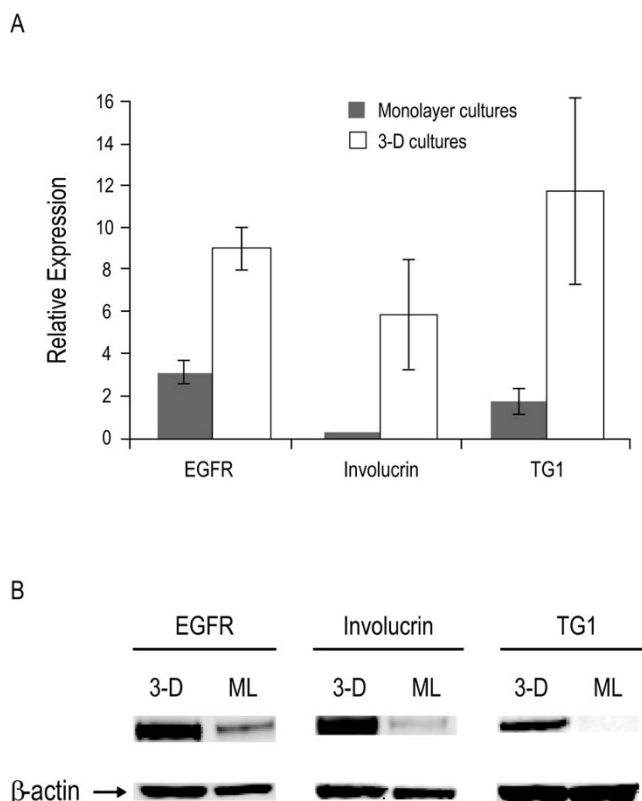 A
16
14
12
10
8
6
4
2
0
Relative Expression
Monolayer cultures
3-D cultures
EGFR Involucrin TG1
B
EGFR Involucrin TG1
3-D ML 3-D ML 3-D ML
β-actin